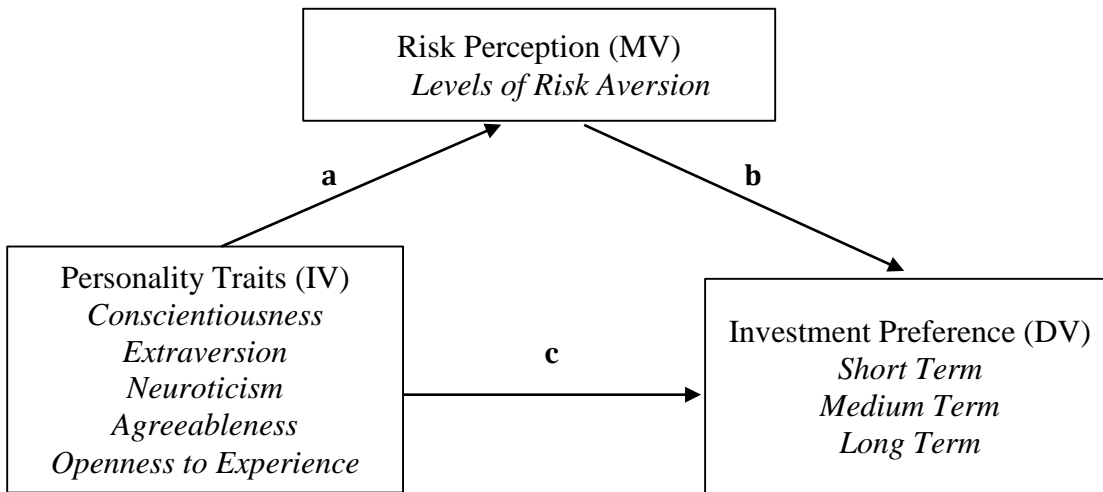 Risk Perception (MV)
Levels of Risk Aversion
a
b
Personality Traits (IV)
Conscientiousness
Extraversion
Neuroticism
Agreeableness
Openness to Experience
c
Investment Preference (DV)
Short Term
Medium Term
Long Term